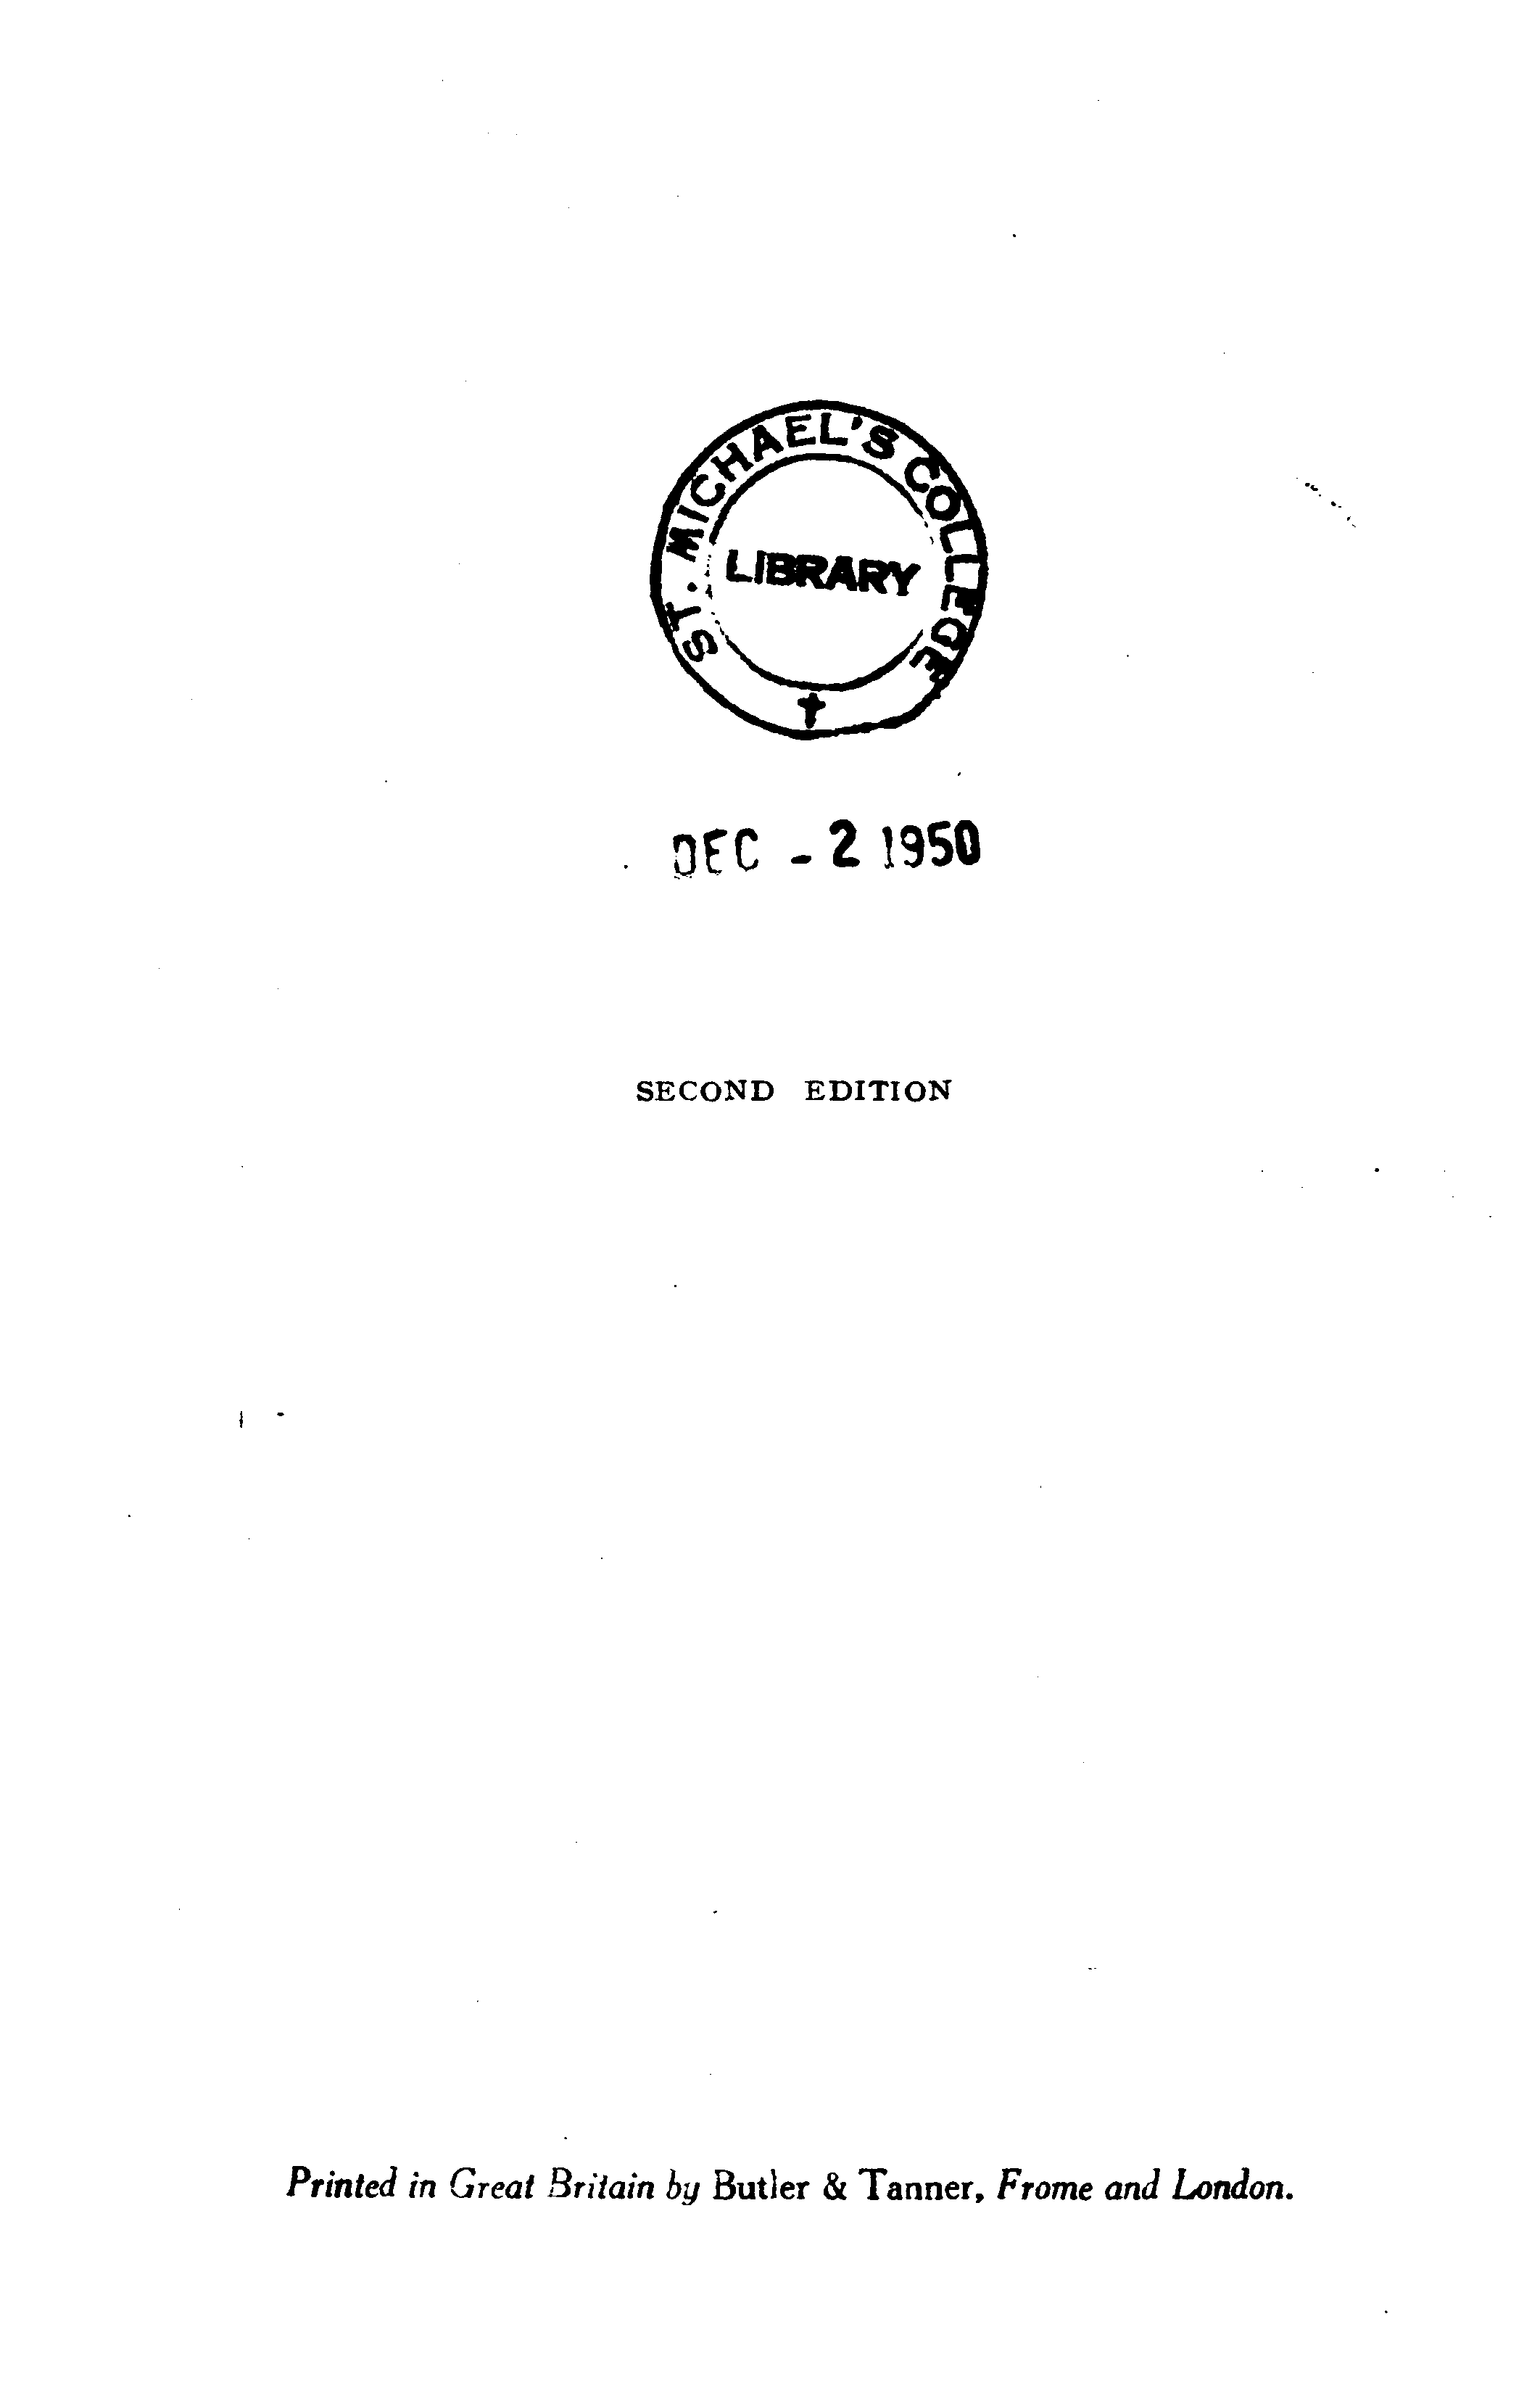 ST. MICHAEL'S COLLEGE
LIBRARY
DEC - 2 1950
SECOND EDITION
Printed in Great Britain by Butler & Tanner, Frome and London.